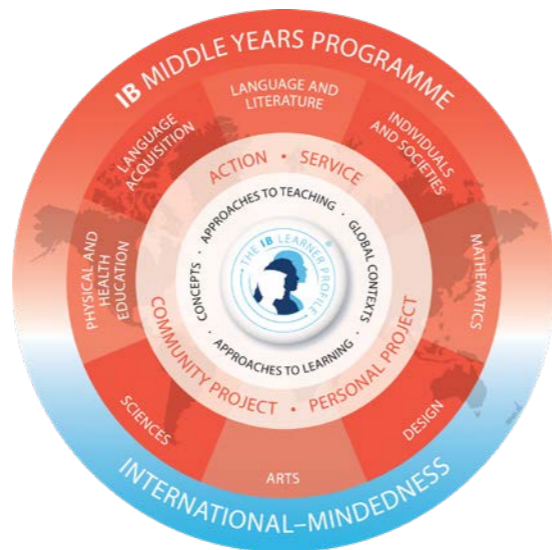 IB MIDDLE YEARS PROGRAMME
LANGUAGE AND
LITERATURE
INDIVIDUALS
AND SOCIETIES
MATHEMATICS
DESIGN
ARTS
SCIENCES
PHYSICAL AND
HEALTH
EDUCATION
LANGUAGE
ACQUISITION
ACTION • SERVICE
COMMUNITY PROJECT • PERSONAL PROJECT
APPROACHES TO TEACHING · GLOBAL CONTEXTS ·
APPROACHES TO LEARNING ·
CONCEPTS ·
THE IB LEARNER PROFILE
®
INTERNATIONAL–MINDEDNESS